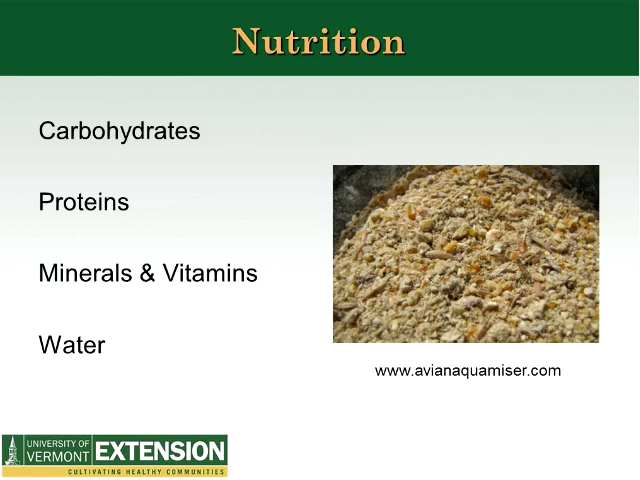 Nutrition
Carbohydrates
Proteins
Minerals & Vitamins
Water
www.avianaquamiser.com
UNIVERSITY OF
VERMONT
EXTENSION
CULTIVATING HEALTHY COMMUNITIES